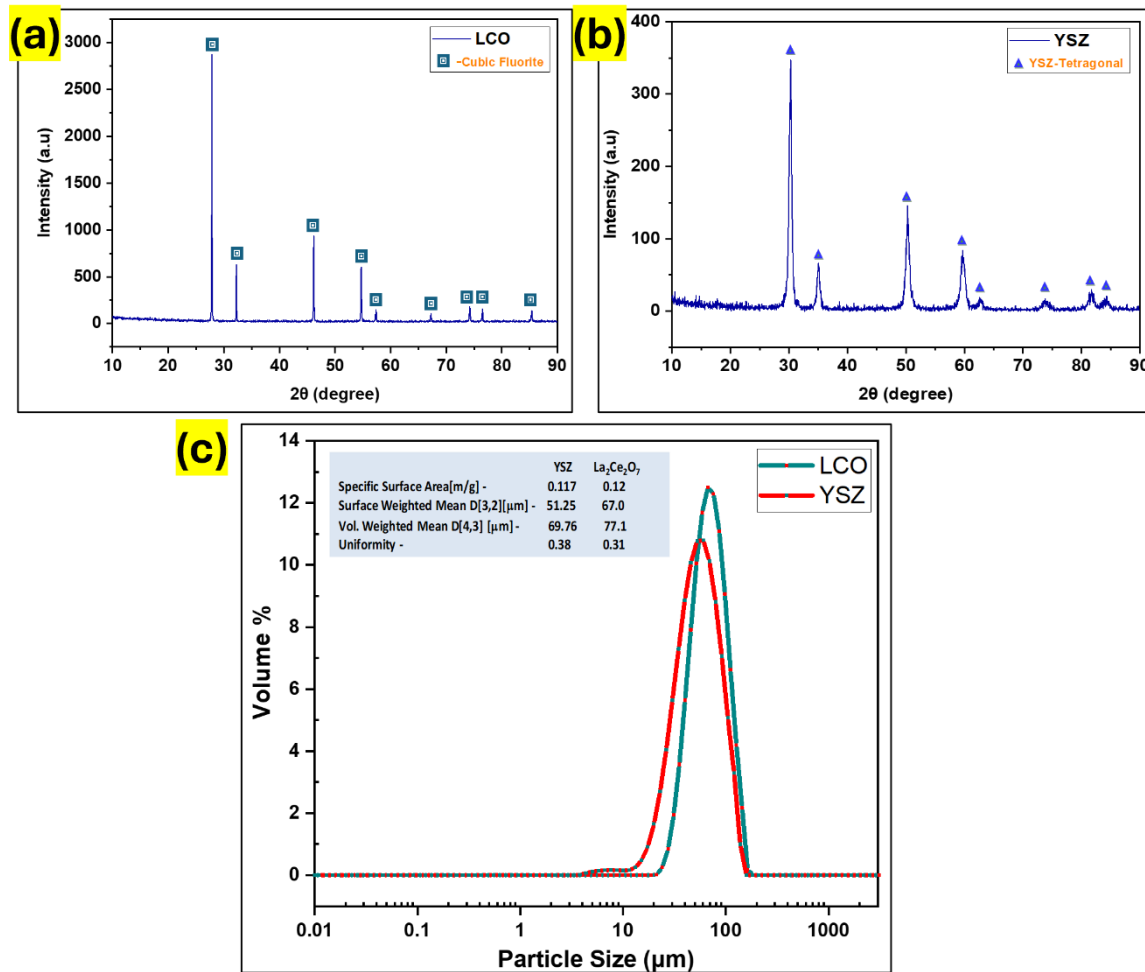 (a)
LCO
-Cubic Fluorite
Intensity (a.u)
3000
2500
2000
1500
1000
500
0
10 20 30 40 50 60 70 80 90
2θ (degree)
(b)
YSZ
YSZ-Tetragonal
Intensity (a.u)
400
350
300
250
200
150
100
50
0
10 20 30 40 50 60 70 80 90
2θ (degree)
(c)
LCO
YSZ
YSZ La₂Ce₂O₇
Specific Surface Area[m/g] - 0.117 0.12
Surface Weighted Mean D[3,2][μm] - 51.25 67.0
Vol. Weighted Mean D[4,3] [μm] - 69.76 77.1
Uniformity - 0.38 0.31
Volume %
14
12
10
8
6
4
2
0
0.01 0.1 1 10 100 1000
Particle Size (μm)